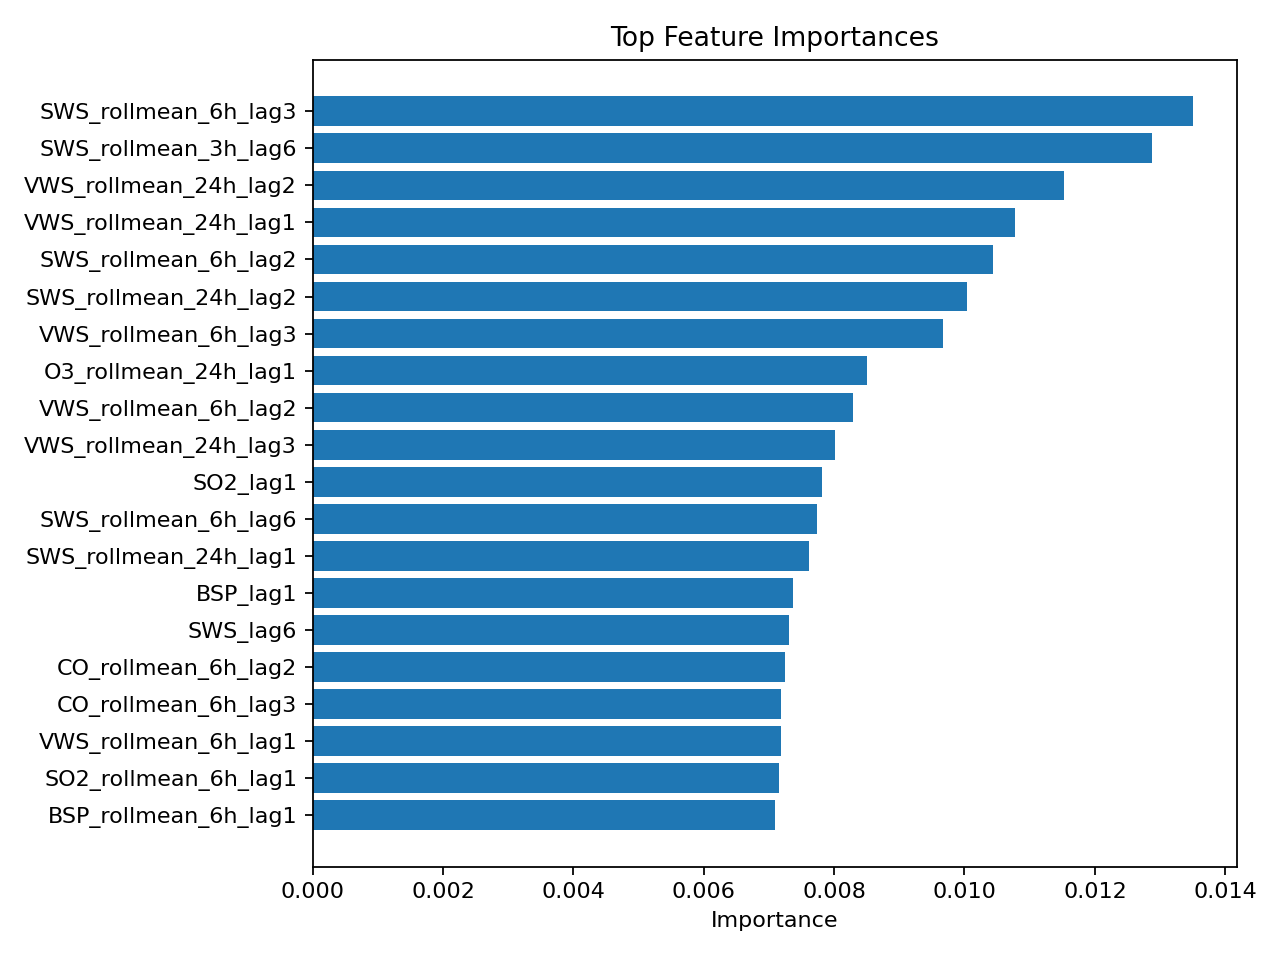 Top Feature Importances
SWS_rollmean_6h_lag3
SWS_rollmean_3h_lag6
VWS_rollmean_24h_lag2
VWS_rollmean_24h_lag1
SWS_rollmean_6h_lag2
SWS_rollmean_24h_lag2
VWS_rollmean_6h_lag3
O3_rollmean_24h_lag1
VWS_rollmean_6h_lag2
VWS_rollmean_24h_lag3
SO2_lag1
SWS_rollmean_6h_lag6
SWS_rollmean_24h_lag1
BSP_lag1
SWS_lag6
CO_rollmean_6h_lag2
CO_rollmean_6h_lag3
VWS_rollmean_6h_lag1
SO2_rollmean_6h_lag1
BSP_rollmean_6h_lag1
0.000 0.002 0.004 0.006 0.008 0.010 0.012 0.014
Importance